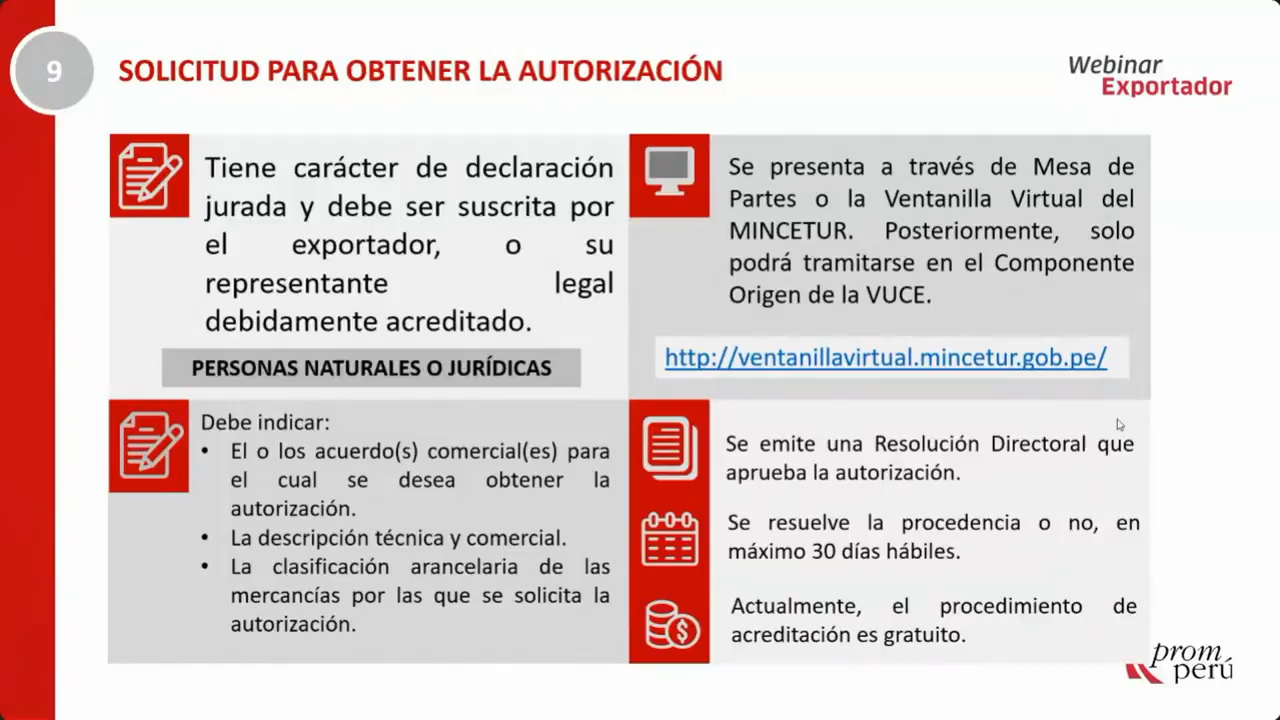 9
SOLICITUD PARA OBTENER LA AUTORIZACIÓN
Webinar
Exportador
Tiene carácter de declaración
jurada y debe ser suscrita por
el exportador, o su
representante legal
debidamente acreditado.
PERSONAS NATURALES O JURÍDICAS
Se presenta a través de Mesa de
Partes o la Ventanilla Virtual del
MINCETUR. Posteriormente, solo
podrá tramitarse en el Componente
Origen de la VUCE.
http://ventanillavirtual.mincetur.gob.pe/
Debe indicar:
• El o los acuerdo(s) comercial(es) para
el cual se desea obtener la
autorización.
• La descripción técnica y comercial.
• La clasificación arancelaria de las
mercancías por las que se solicita la
autorización.
Se emite una Resolución Directoral que
aprueba la autorización.
Se resuelve la procedencia o no, en
máximo 30 días hábiles.
$
Actualmente, el procedimiento de
acreditación es gratuito.
prom
perú